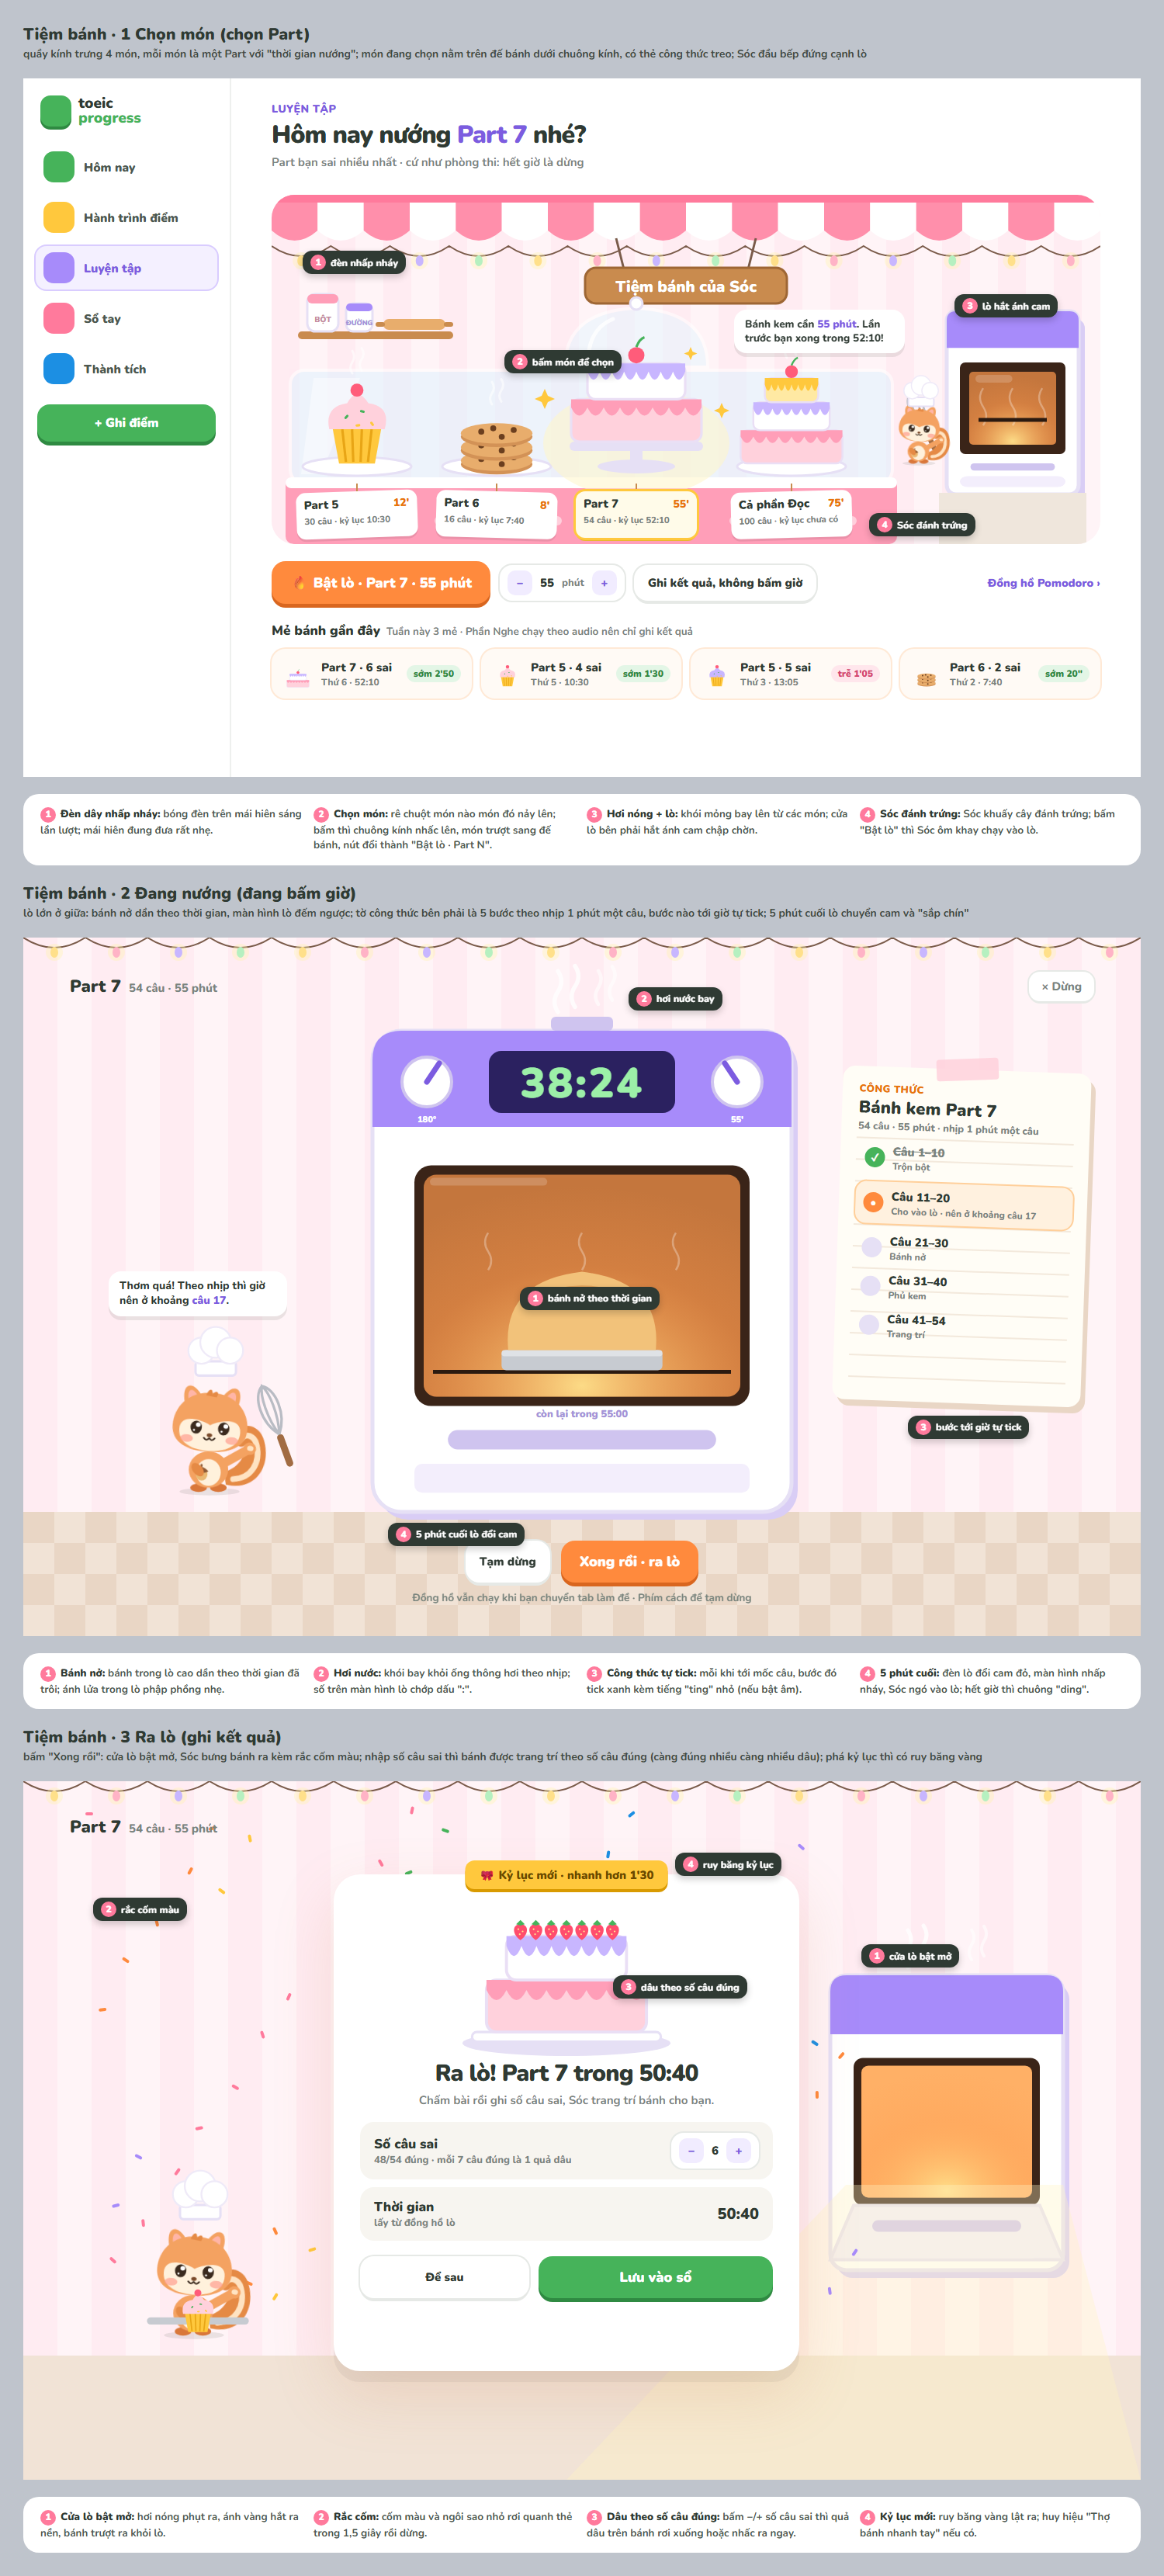 Tiệm bánh · 1 Chọn món (chọn Part)
quầy kính trưng 4 món, mỗi món là một Part với "thời gian nướng"; món đang chọn nằm trên đế bánh dưới chuông kính, có thẻ công thức treo; Sóc đầu bếp đứng cạnh lò
toeic
progress
Hôm nay
Hành trình điểm
Luyện tập
Sổ tay
Thành tích
+ Ghi điểm
LUYỆN TẬP
Hôm nay nướng Part 7 nhé?
Part bạn sai nhiều nhất · cứ như phòng thi: hết giờ là dừng
1 đèn nhấp nháy
Tiệm bánh của Sóc
3 lò hắt ánh cam
BỘT
ĐƯỜNG
Bánh kem cần 55 phút. Lần
trước bạn xong trong 52:10!
2 bấm món để chọn
Part 5 12'
30 câu · kỷ lục 10:30
Part 6 8'
16 câu · kỷ lục 7:40
Part 7 55'
54 câu · kỷ lục 52:10
Cả phần Đọc 75'
100 câu · kỷ lục chưa có
4 Sóc đánh trứng
Bật lò · Part 7 · 55 phút
− 55 phút +
Ghi kết quả, không bấm giờ
Đồng hồ Pomodoro ›
Mẻ bánh gần đây Tuần này 3 mẻ · Phần Nghe chạy theo audio nên chỉ ghi kết quả
Part 7 · 6 sai
Thứ 6 · 52:10
sớm 2'50
Part 5 · 4 sai
Thứ 5 · 10:30
sớm 1'30
Part 5 · 5 sai
Thứ 3 · 13:05
trễ 1'05
Part 6 · 2 sai
Thứ 2 · 7:40
sớm 20"
1 Đèn dây nhấp nháy: bóng đèn trên mái hiên sáng
lần lượt; mái hiên đung đưa rất nhẹ.
2 Chọn món: rê chuột món nào món đó nảy lên;
bấm thì chuông kính nhấc lên, món trượt sang đế
bánh, nút đổi thành "Bật lò · Part N".
3 Hơi nóng + lò: khói mỏng bay lên từ các món; cửa
lò bên phải hắt ánh cam chập chờn.
4 Sóc đánh trứng: Sóc khuấy cây đánh trứng; bấm
"Bật lò" thì Sóc ôm khay chạy vào lò.
Tiệm bánh · 2 Đang nướng (đang bấm giờ)
lò lớn ở giữa: bánh nở dần theo thời gian, màn hình lò đếm ngược; tờ công thức bên phải là 5 bước theo nhịp 1 phút một câu, bước nào tới giờ tự tick; 5 phút cuối lò chuyển cam và "sắp chín"
Part 7 54 câu · 55 phút
2 hơi nước bay
× Dừng
38:24
180°
55'
CÔNG THỨC
Bánh kem Part 7
54 câu · 55 phút · nhịp 1 phút một câu
✓ Câu 1–10
Trộn bột
Câu 11–20
Cho vào lò · nên ở khoảng câu 17
Câu 21–30
Bánh nở
Câu 31–40
Phủ kem
Câu 41–54
Trang trí
Thơm quá! Theo nhịp thì giờ
nên ở khoảng câu 17.
1 bánh nở theo thời gian
còn lại trong 55:00
3 bước tới giờ tự tick
4 5 phút cuối lò đổi cam
Tạm dừng
Xong rồi · ra lò
Đồng hồ vẫn chạy khi bạn chuyển tab làm đề · Phím cách để tạm dừng
1 Bánh nở: bánh trong lò cao dần theo thời gian đã
trôi; ánh lửa trong lò phập phồng nhẹ.
2 Hơi nước: khói bay khỏi ống thông hơi theo nhịp;
số trên màn hình lò chớp dấu ":".
3 Công thức tự tick: mỗi khi tới mốc câu, bước đó
tick xanh kèm tiếng "ting" nhỏ (nếu bật âm).
4 5 phút cuối: đèn lò đổi cam đỏ, màn hình nhấp
nháy, Sóc ngó vào lò; hết giờ thì chuông "ding".
Tiệm bánh · 3 Ra lò (ghi kết quả)
bấm "Xong rồi": cửa lò bật mở, Sóc bưng bánh ra kèm rắc cốm màu; nhập số câu sai thì bánh được trang trí theo số câu đúng (càng đúng nhiều càng nhiều dâu); phá kỷ lục thì có ruy băng vàng
Part 7 54 câu · 55 phút
Kỷ lục mới · nhanh hơn 1'30
4 ruy băng kỷ lục
2 rắc cốm màu
1 cửa lò bật mở
3 dâu theo số câu đúng
Ra lò! Part 7 trong 50:40
Chấm bài rồi ghi số câu sai, Sóc trang trí bánh cho bạn.
Số câu sai
48/54 đúng · mỗi 7 câu đúng là 1 quả dâu
− 6 +
Thời gian
lấy từ đồng hồ lò
50:40
Để sau
Lưu vào sổ
1 Cửa lò bật mở: hơi nóng phụt ra, ánh vàng hắt ra
nền, bánh trượt ra khỏi lò.
2 Rắc cốm: cốm màu và ngôi sao nhỏ rơi quanh thẻ
trong 1,5 giây rồi dừng.
3 Dâu theo số câu đúng: bấm −/+ số câu sai thì quả
dâu trên bánh rơi xuống hoặc nhấc ra ngay.
4 Kỷ lục mới: ruy băng vàng lật ra; huy hiệu "Thợ
bánh nhanh tay" nếu có.